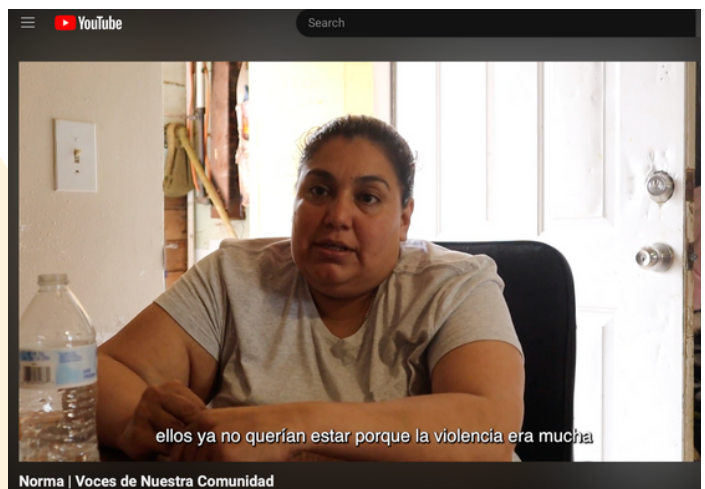 YouTube
Search
ellos ya no querían estar porque la violencia era mucha
Norma | Voces de Nuestra Comunidad